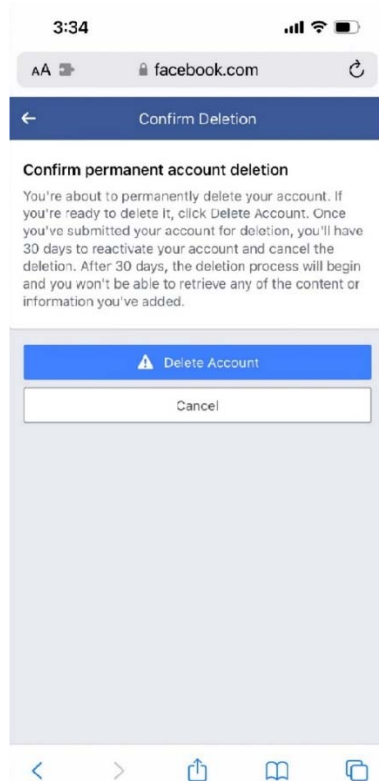 3:34
AA facebook.com
Confirm Deletion
Confirm permanent account deletion
You're about to permanently delete your account. If
you're ready to delete it, click Delete Account. Once
you've submitted your account for deletion, you'll have
30 days to reactivate your account and cancel the
deletion. After 30 days, the deletion process will begin
and you won't be able to retrieve any of the content or
information you've added.
Delete Account
Cancel